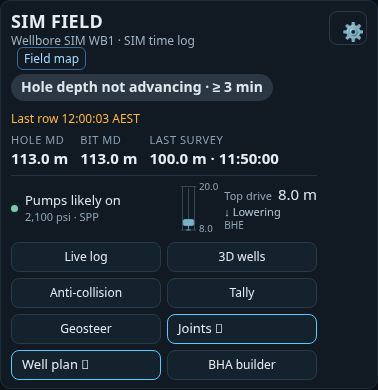 SIM FIELD
Wellbore SIM WB1 · SIM time log
Field map
Hole depth not advancing · ≥ 3 min
Last row 12:00:03 AEST
HOLE MD BIT MD LAST SURVEY
113.0 m 113.0 m 100.0 m · 11:50:00
Pumps likely on
2,100 psi · SPP
20.0
8.0
Top drive 8.0 m
↓ Lowering
BHE
Live log
3D wells
Anti-collision
Tally
Geosteer
Joints
Well plan
BHA builder